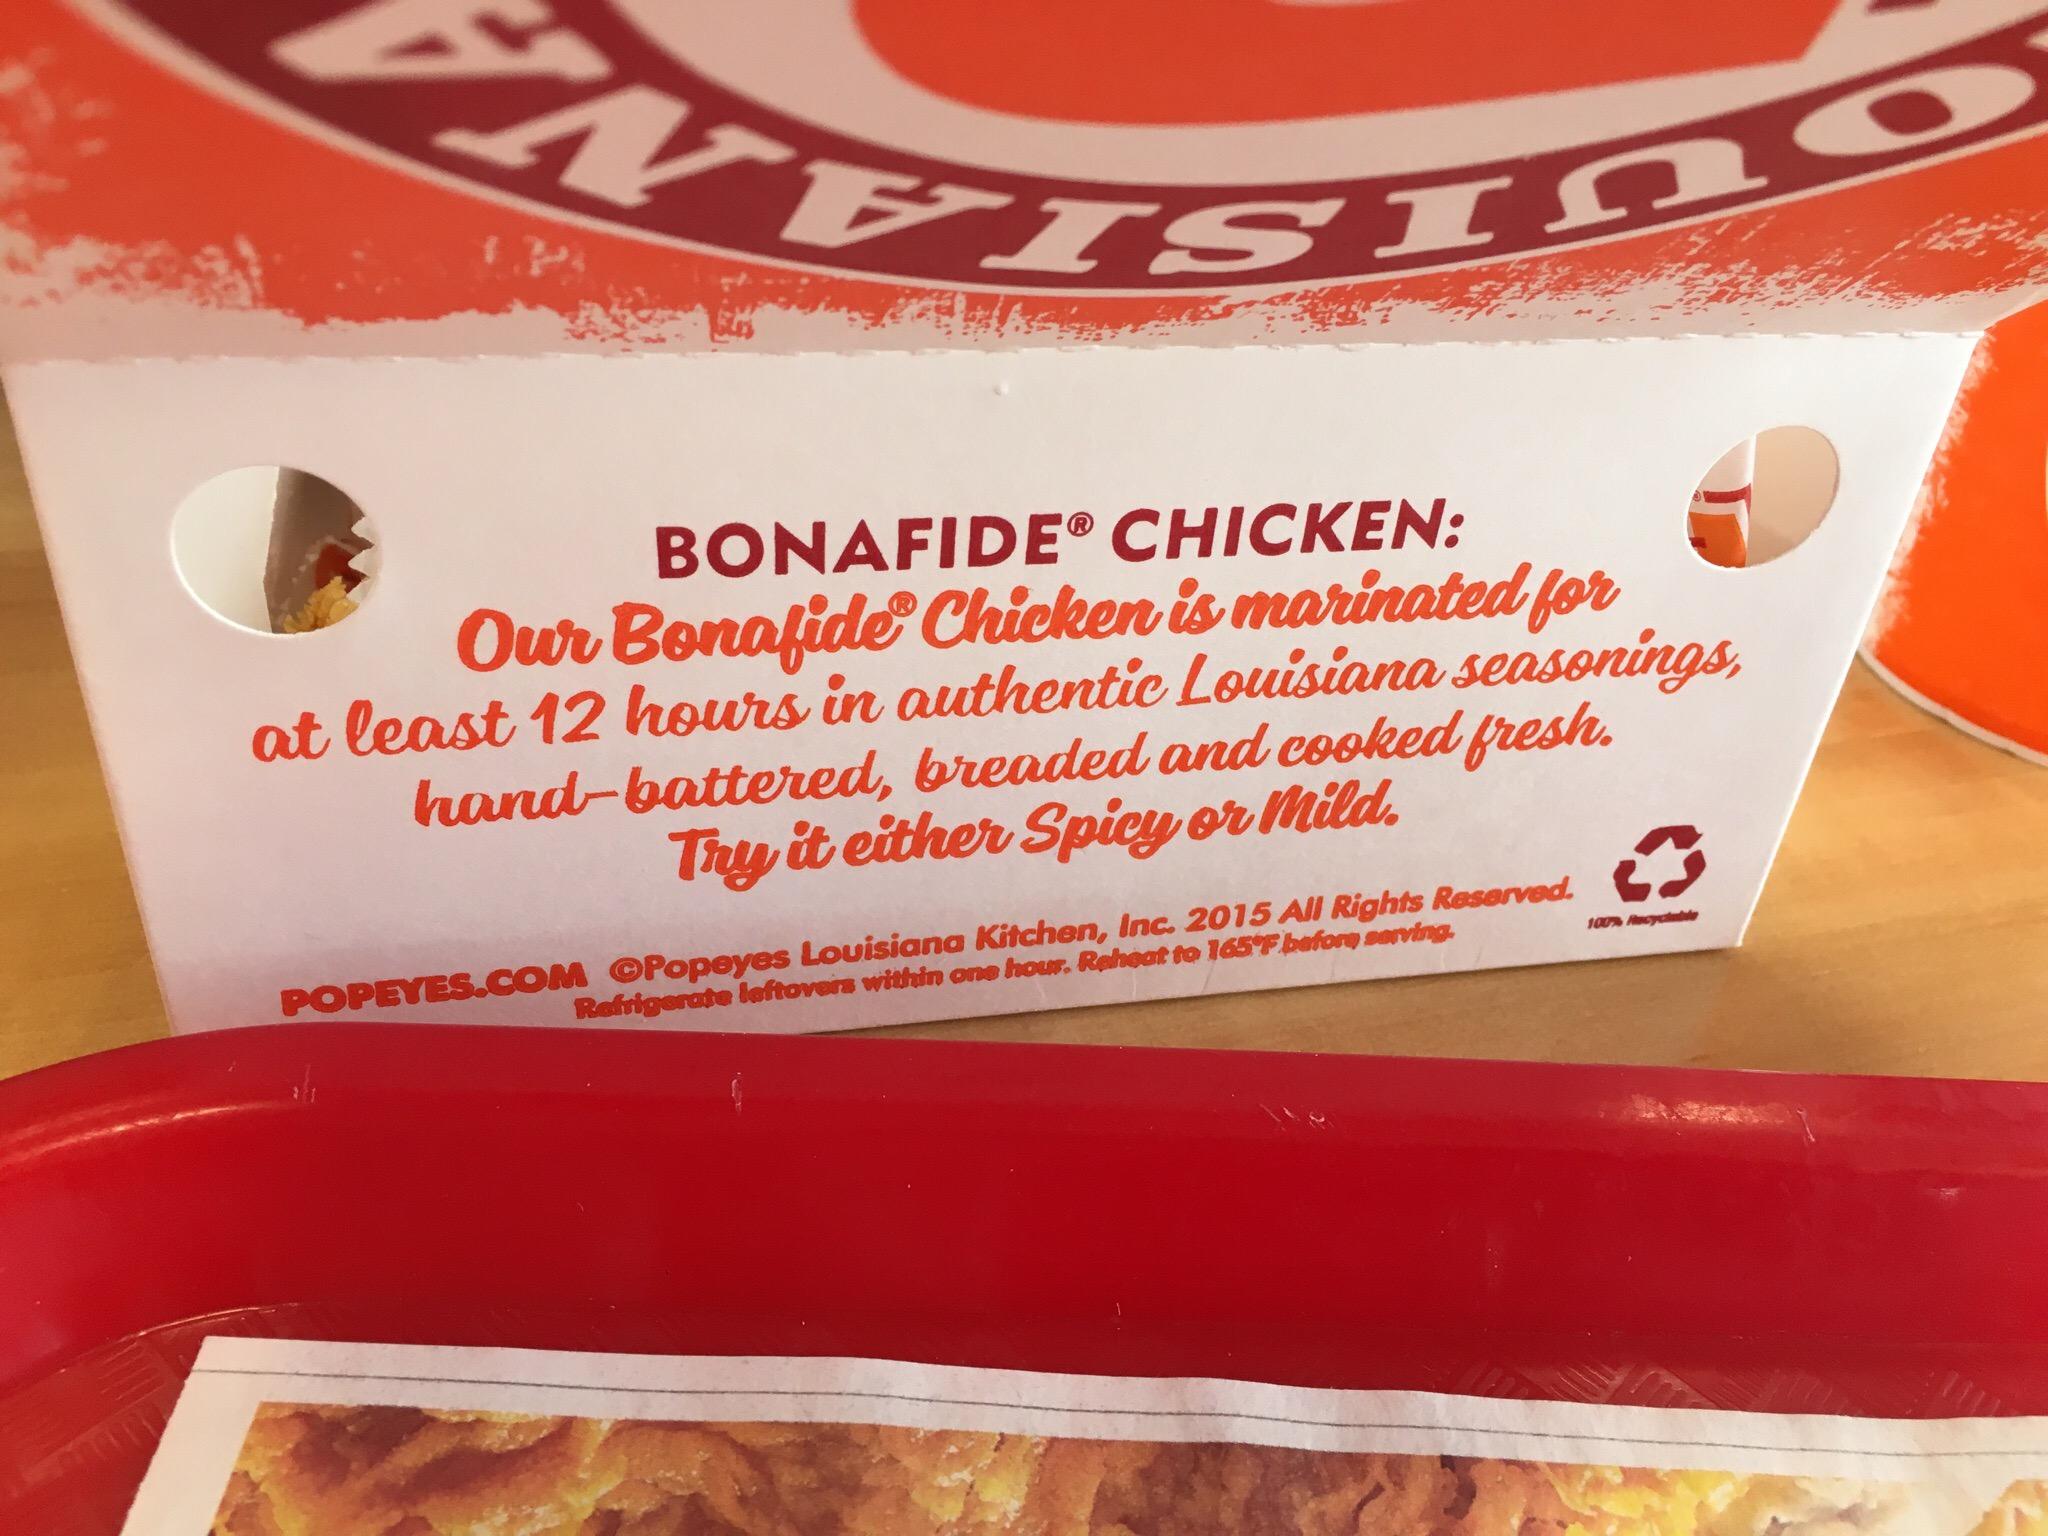 LOUISIANA
BONAFIDE® CHICKEN:
Our Bonafide® Chicken is marinated for
at least 12 hours in authentic Louisiana seasonings,
hand-battered, breaded and cooked fresh.
Try it either Spicy or Mild.
POPEYES.COM ©Popeyes Louisiana Kitchen, Inc. 2015 All Rights Reserved.
Refrigerate leftovers within one hour. Reheat to 165°F before serving.
100% Recyclable